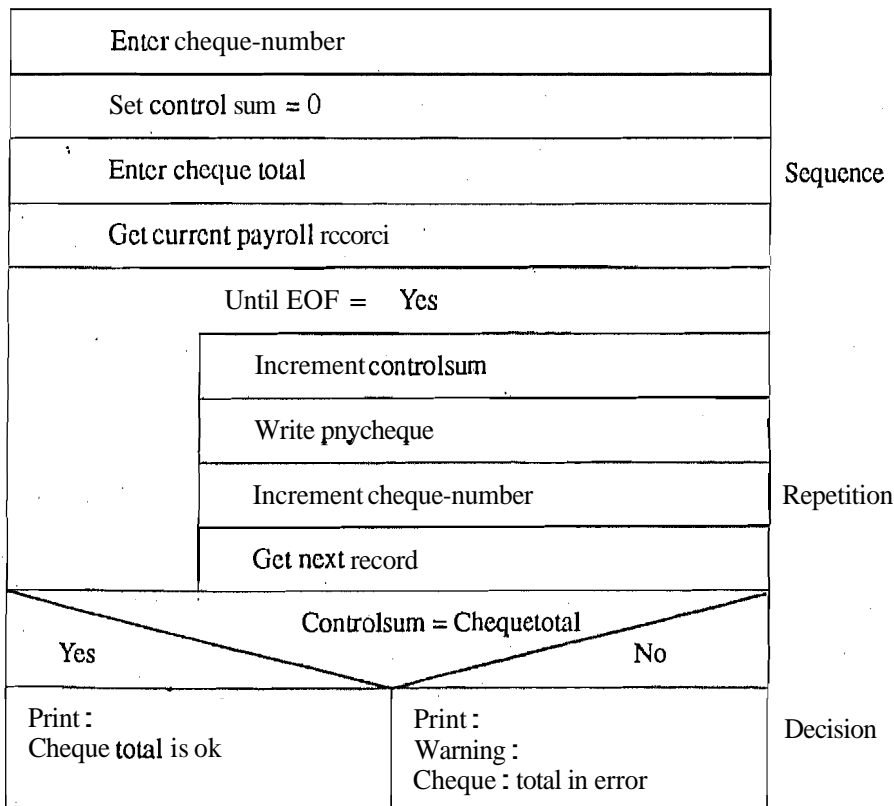 Enter cheque-number
Set control sum = 0
Enter cheque total
Sequence
Get current payroll rccorci
Until EOF = Yes
Increment controlsum
Write pnycheque
Increment cheque-number
Repetition
Get next record
Controlsum = Chequetotal
Yes
No
Print :
Cheque total is ok
Print :
Warning :
Cheque : total in error
Decision